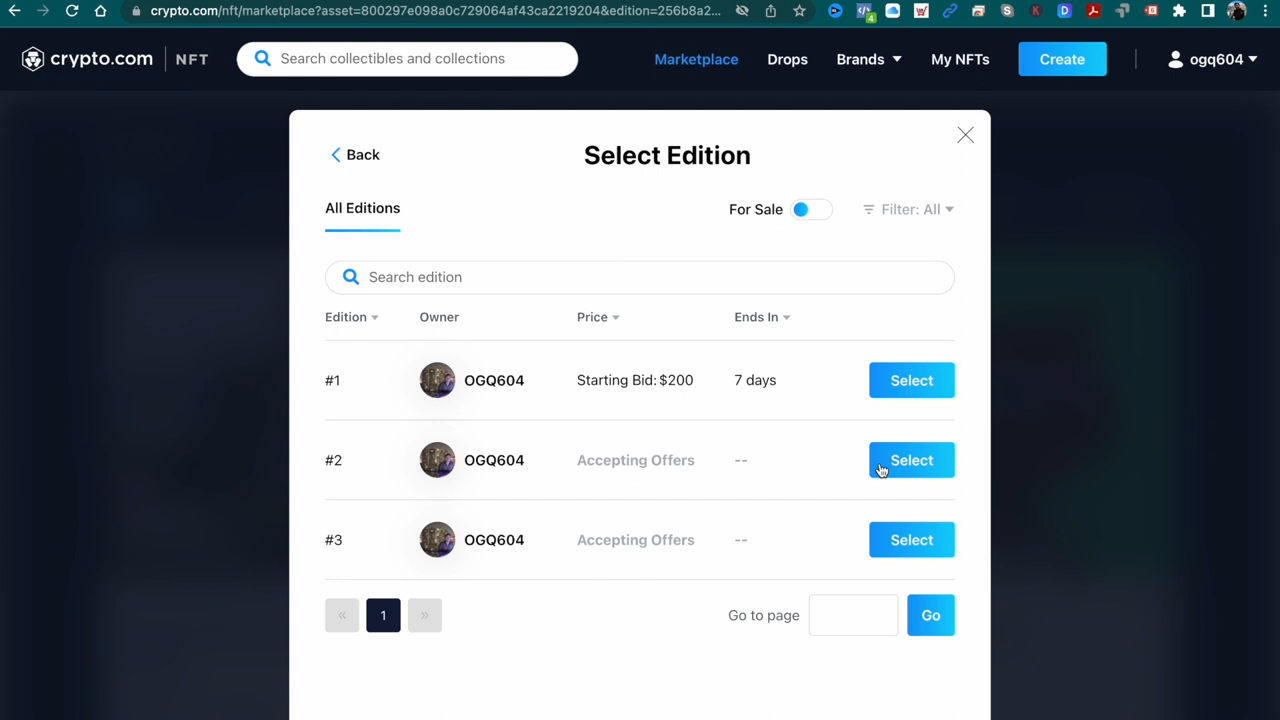 crypto.com/nft/marketplace?asset=800297e098a0c729064af43ca2219204&edition=256b8a2...
4
crypto.com NFT
Search collectibles and collections
Marketplace Drops Brands My NFTs Create ogq604
Back
Select Edition
All Editions
For Sale Filter: All
Search edition
Edition Owner Price Ends In
#1 OGQ604 Starting Bid: $200 7 days Select
#2 OGQ604 Accepting Offers -- Select
#3 OGQ604 Accepting Offers -- Select
« 1 » Go to page Go